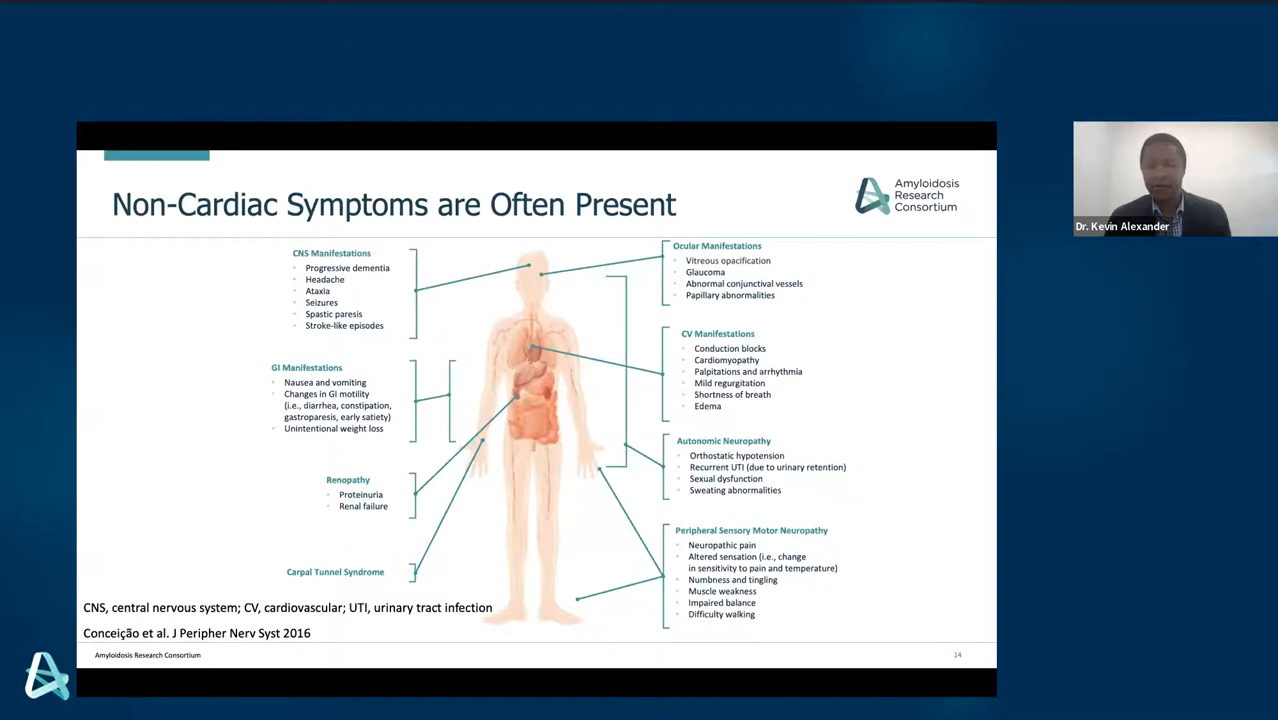 Non-Cardiac Symptoms are Often Present
Amyloidosis
Research
Consortium
Dr. Kevin Alexander
CNS Manifestations
Progressive dementia
Headache
Ataxia
Seizures
Spastic paresis
Stroke-like episodes
GI Manifestations
Nausea and vomiting
Changes in GI motility
(i.e., diarrhea, constipation,
gastroparesis, early satiety)
Unintentional weight loss
Renopathy
Proteinuria
Renal failure
Carpal Tunnel Syndrome
Ocular Manifestations
Vitreous opacification
Glaucoma
Abnormal conjunctival vessels
Papillary abnormalities
CV Manifestations
Conduction blocks
Cardiomyopathy
Palpitations and arrhythmia
Mild regurgitation
Shortness of breath
Edema
Autonomic Neuropathy
Orthostatic hypotension
Recurrent UTI (due to urinary retention)
Sexual dysfunction
Sweating abnormalities
Peripheral Sensory Motor Neuropathy
Neuropathic pain
Altered sensation (i.e., change
in sensitivity to pain and temperature)
Numbness and tingling
Muscle weakness
Impaired balance
Difficulty walking
CNS, central nervous system; CV, cardiovascular; UTI, urinary tract infection
Conceição et al. J Peripher Nerv Syst 2016
Amyloidosis Research Consortium
14